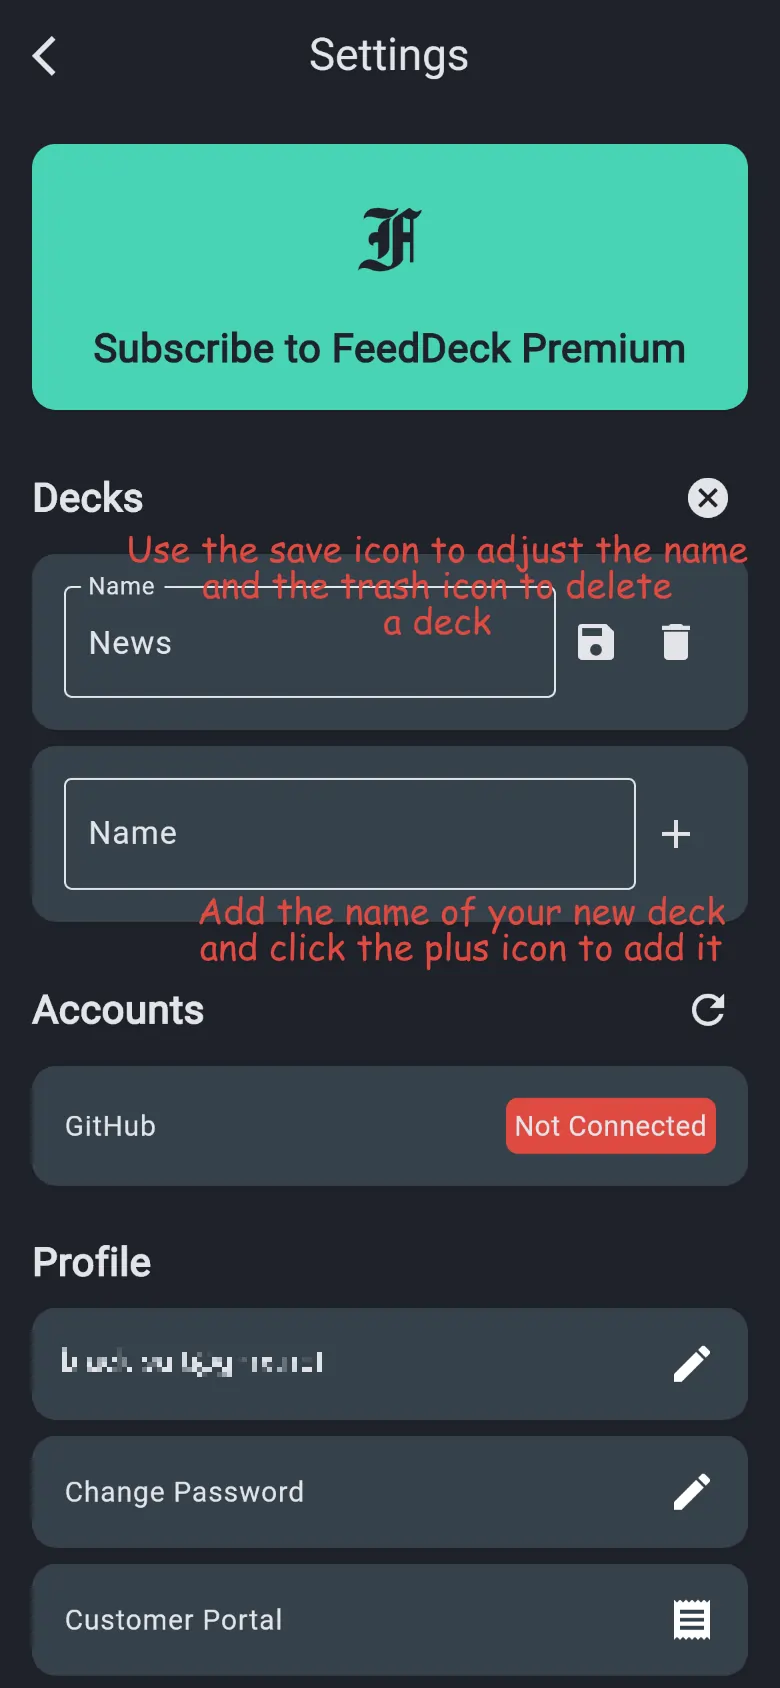 Settings
Subscribe to FeedDeck Premium
Decks
Use the save icon to adjust the name
and the trash icon to delete
a deck
Name
News
Name
Add the name of your new deck
and click the plus icon to add it
Accounts
GitHub
Not Connected
Profile
Change Password
Customer Portal